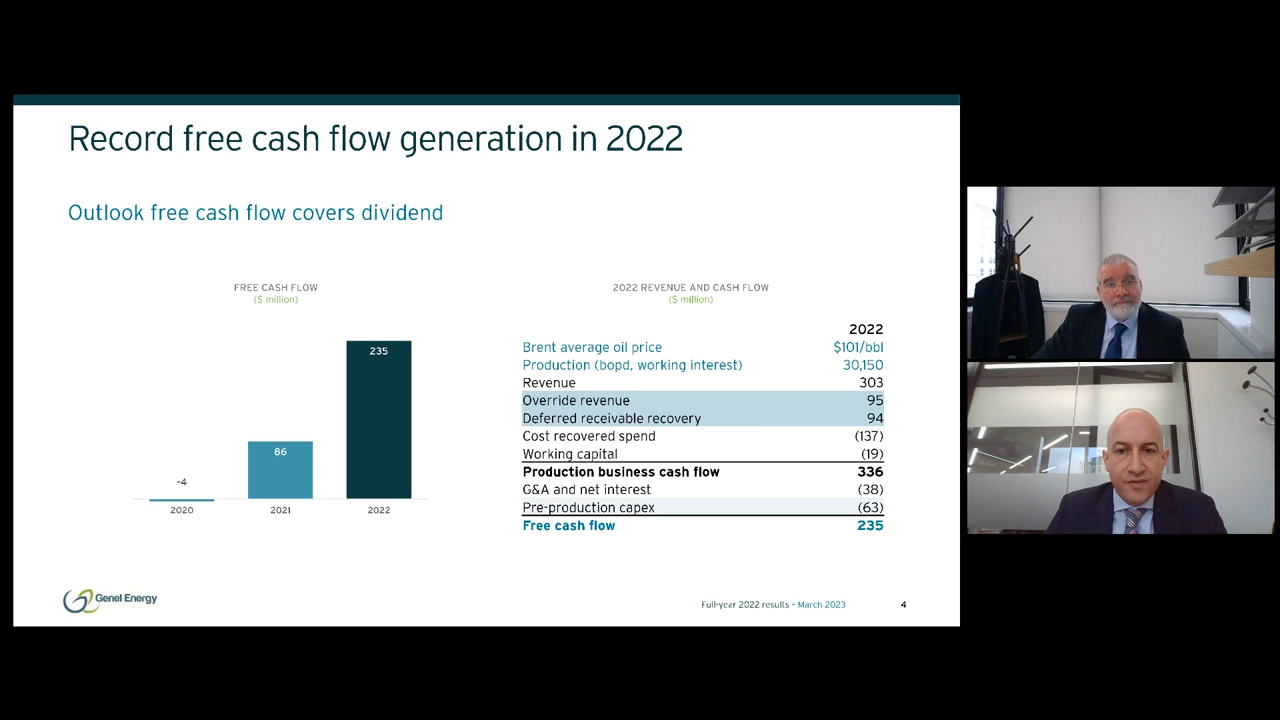 Record free cash flow generation in 2022
Outlook free cash flow covers dividend
FREE CASH FLOW
($ million)
235
86
-4
2020 2021 2022
2022 REVENUE AND CASH FLOW
($ million)
2022
Brent average oil price $101/bbl
Production (bopd, working interest) 30,150
Revenue 303
Override revenue 95
Deferred receivable recovery 94
Cost recovered spend (137)
Working capital (19)
Production business cash flow 336
G&A and net interest (38)
Pre-production capex (63)
Free cash flow 235
Genel Energy
Full-year 2022 results - March 2023 4